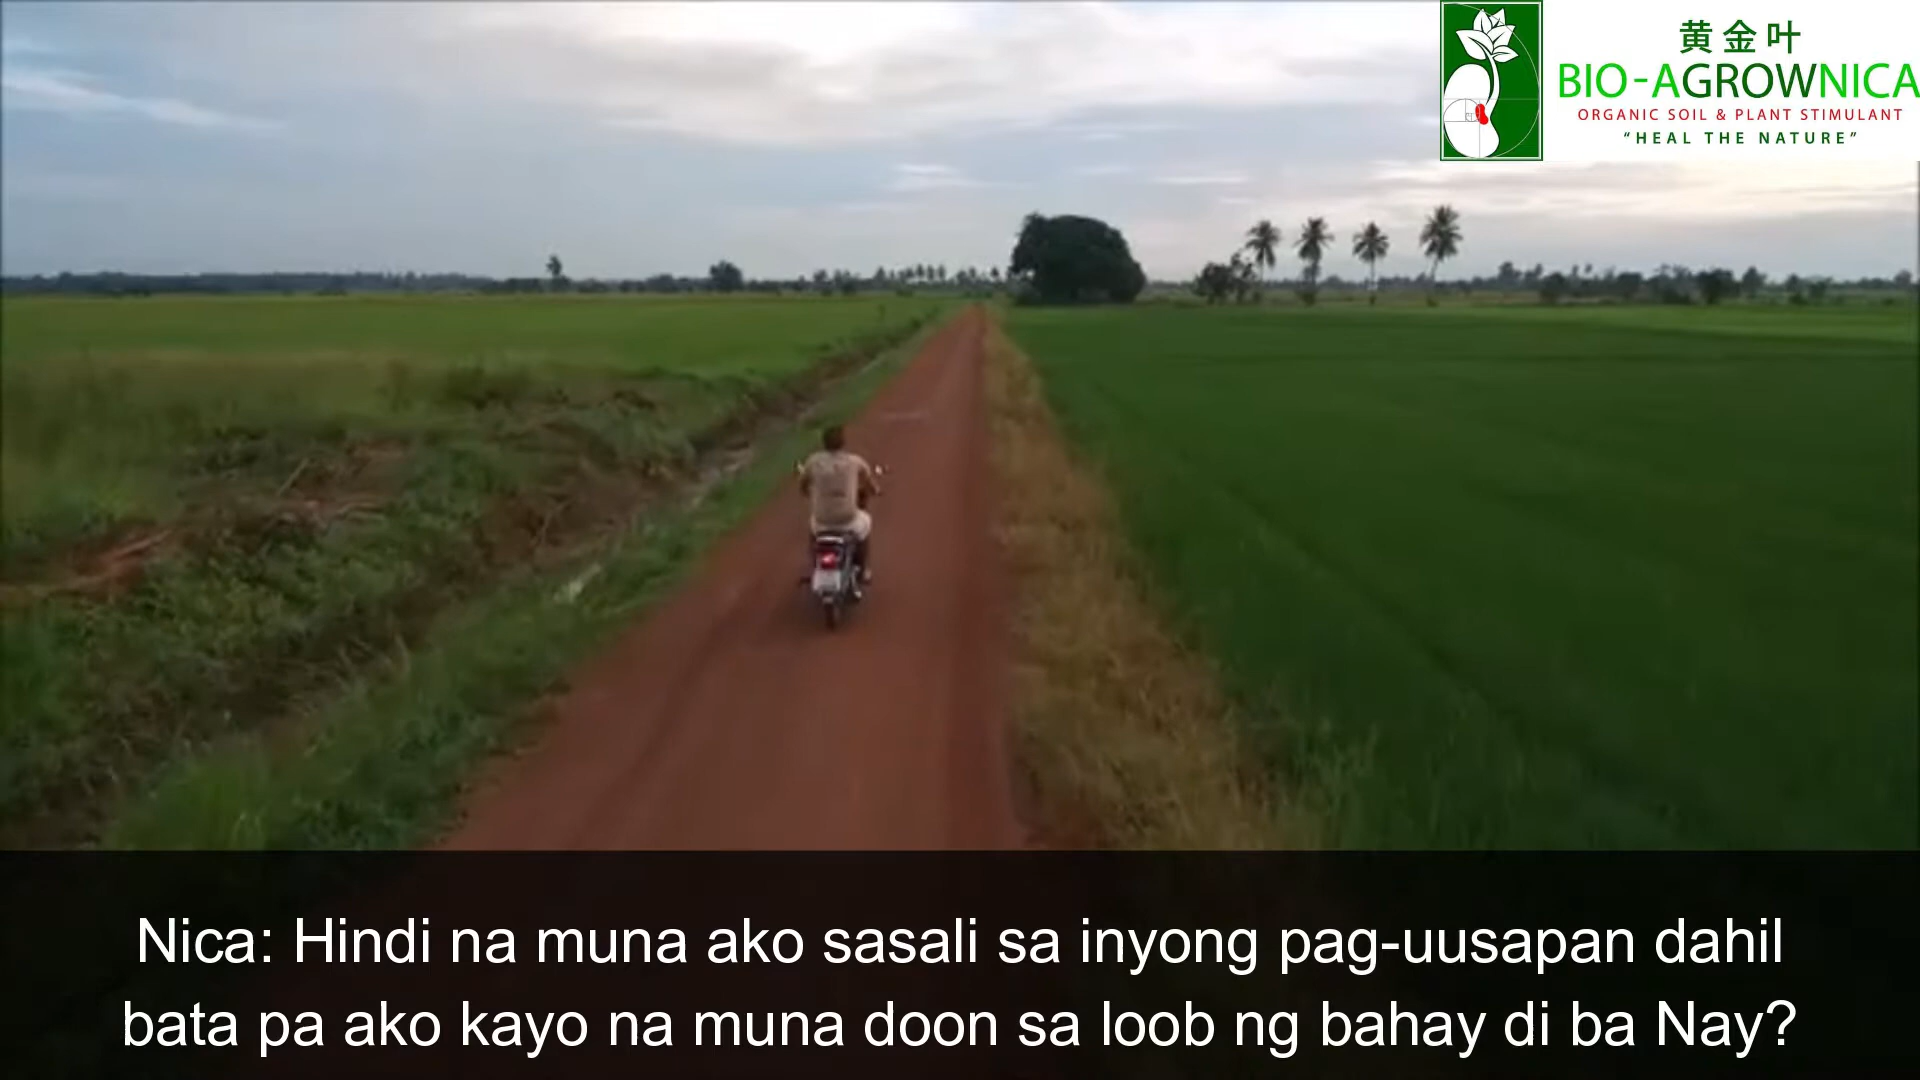 黄金叶
BIO-AGROWNICA
ORGANIC SOIL & PLANT STIMULANT
“HEAL THE NATURE”
Nica: Hindi na muna ako sasali sa inyong pag-uusapan dahil
bata pa ako kayo na muna doon sa loob ng bahay di ba Nay?